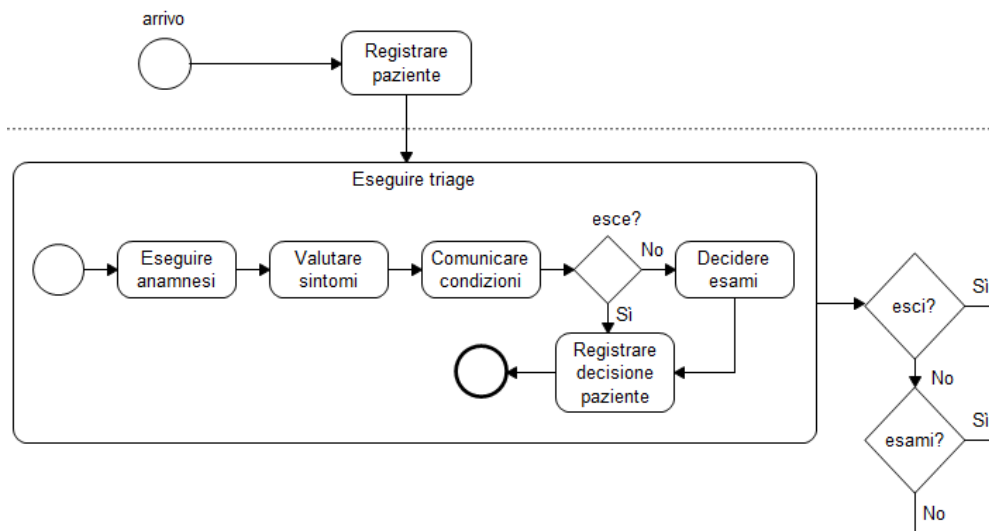 arrivo
Registrare
paziente
Eseguire triage
esce?
Eseguire
anamnesi
Valutare
sintomi
Comunicare
condizioni
No
Decidere
esami
Sì
Registrare
decisione
paziente
esci?
Sì
No
esami?
Sì
No